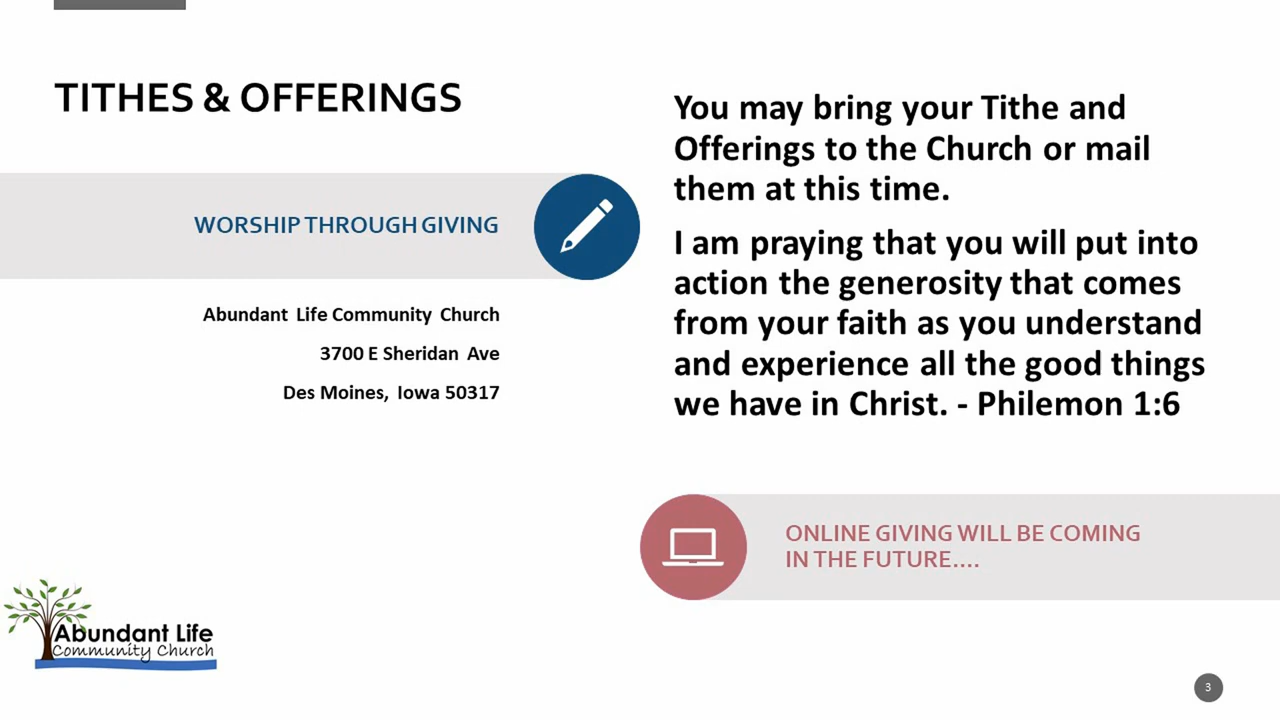 TITHES & OFFERINGS
WORSHIP THROUGH GIVING
Abundant Life Community Church
3700 E Sheridan Ave
Des Moines, Iowa 50317
You may bring your Tithe and
Offerings to the Church or mail
them at this time.
I am praying that you will put into
action the generosity that comes
from your faith as you understand
and experience all the good things
we have in Christ. - Philemon 1:6
ONLINE GIVING WILL BE COMING
IN THE FUTURE....
Abundant Life
Community Church
3